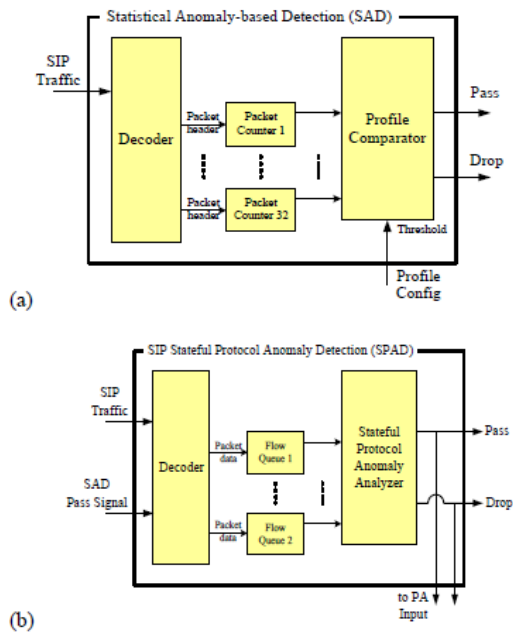 Statistical Anomaly-based Detection (SAD)
SIP
Traffic
Decoder
Packet
header
Packet
Counter 1
Packet
header
Packet
Counter 32
Profile
Comparator
Pass
Drop
Threshold
Profile
Config
(a)
SIP Stateful Protocol Anomaly Detection (SPAD)
SIP
Traffic
SAD
Pass Signal
Decoder
Packet
data
Flow
Queue 1
Packet
data
Flow
Queue 2
Stateful
Protocol
Anomaly
Analyzer
Pass
Drop
to PA
Input
(b)